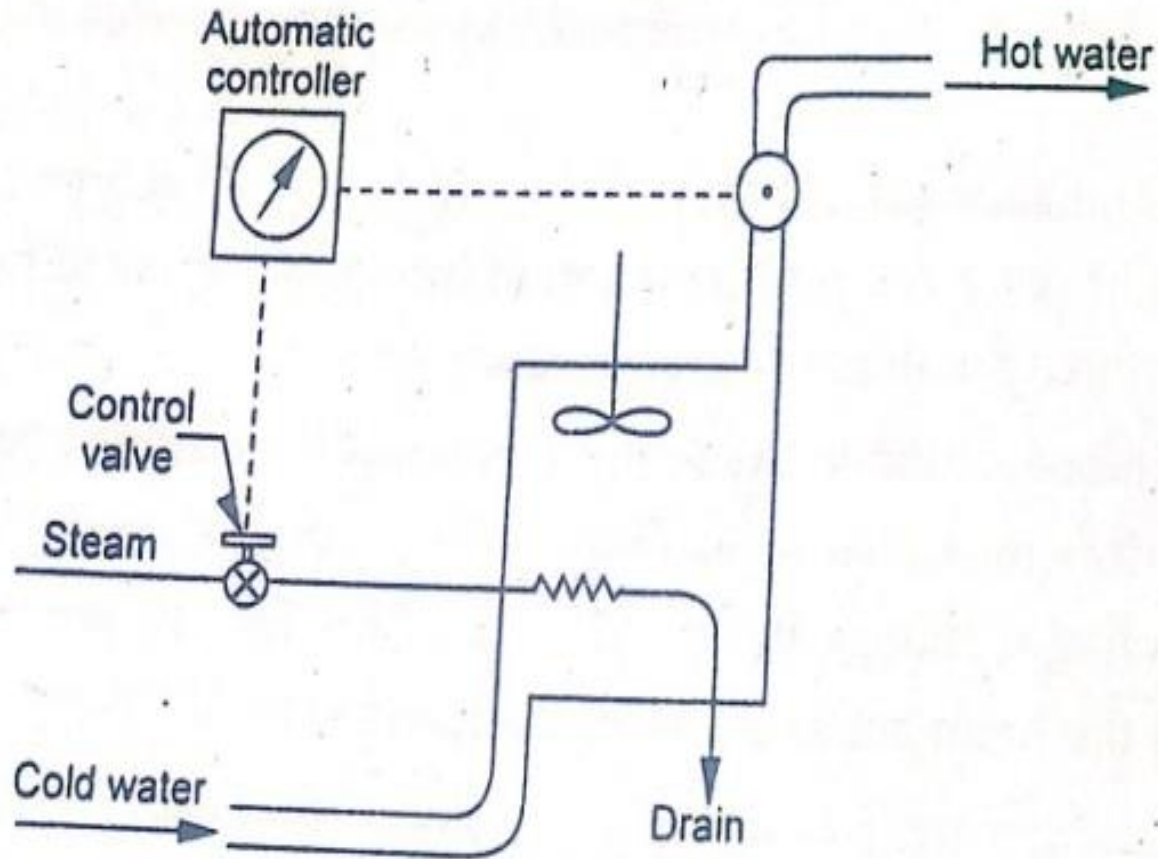 Automatic
controller
Hot water
Control
valve
Steam
Cold water
Drain